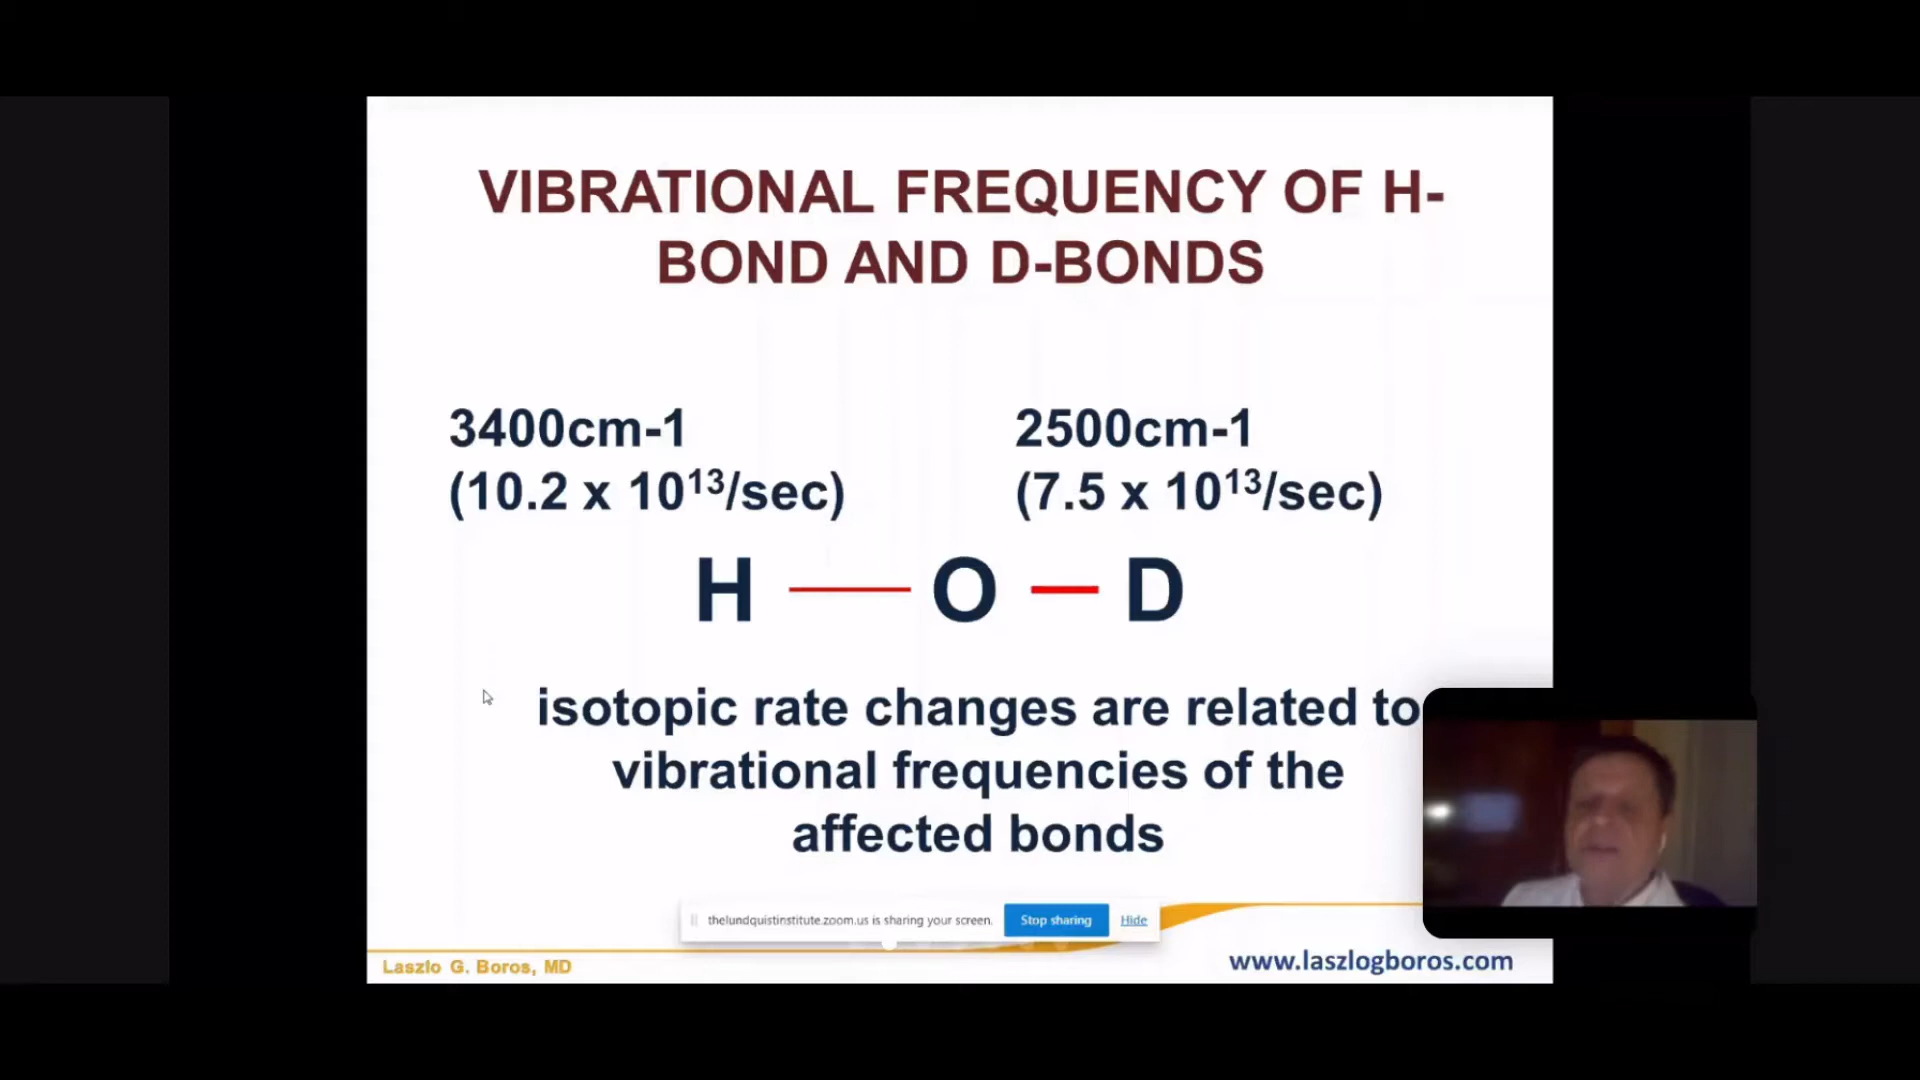 VIBRATIONAL FREQUENCY OF H-
BOND AND D-BONDS
3400cm-1
(10.2 x 10¹³/sec)
2500cm-1
(7.5 x 10¹³/sec)
H — O — D
isotopic rate changes are related to
vibrational frequencies of the
affected bonds
thelundquistinstitute.zoom.us is sharing your screen. Stop sharing Hide
Laszlo G. Boros, MD
www.laszlogboros.com